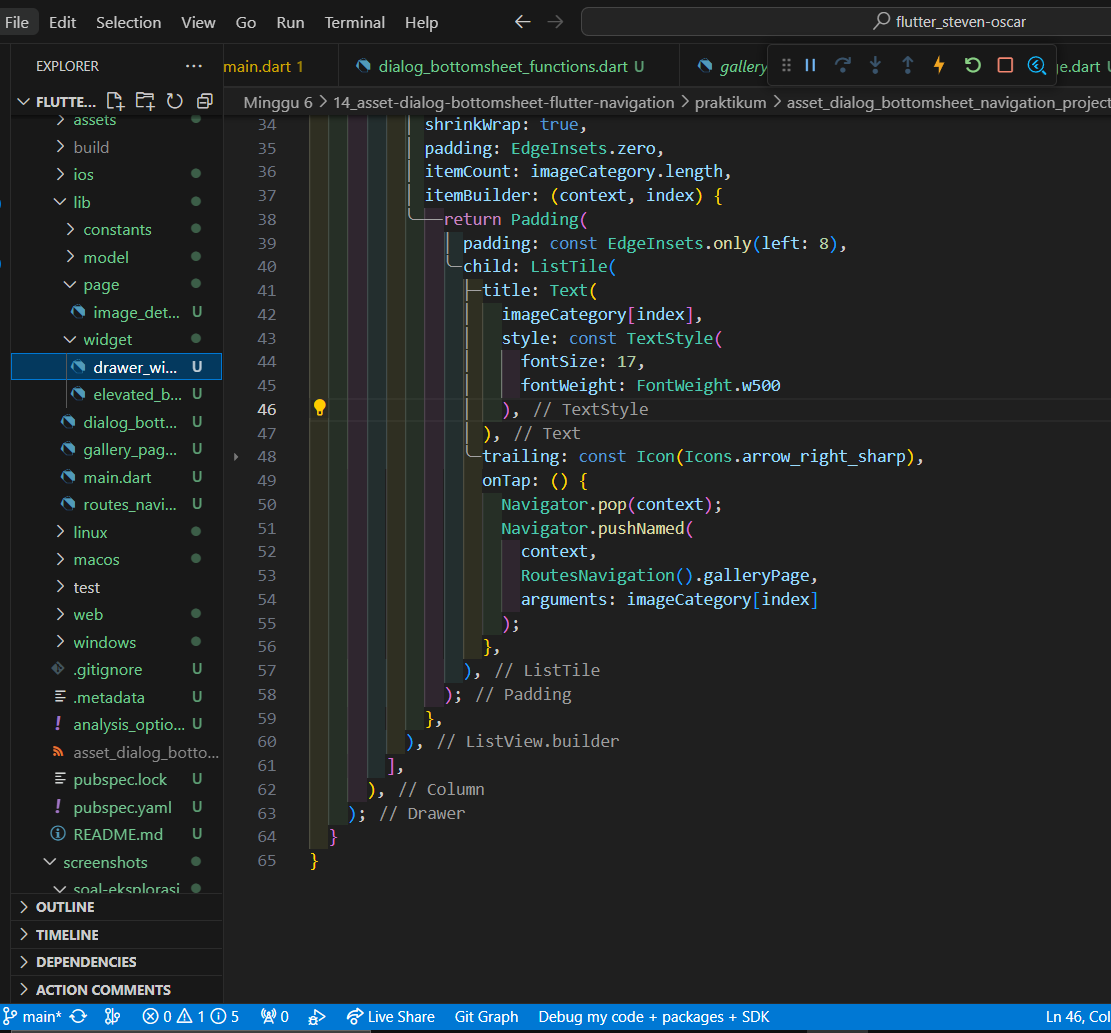 File Edit Selection View Go Run Terminal Help flutter_steven-oscar
EXPLORER main.dart 1 dialog_bottomsheet_functions.dart U gallery ge.dart U
FLUTTE... Minggu 6 > 14_asset-dialog-bottomsheet-flutter-navigation > praktikum > asset_dialog_bottomsheet_navigation_project
assets
build
ios
lib
constants
model
page
image_det... U
widget
drawer_wi... U
elevated_b... U
dialog_bott... U
gallery_pag... U
main.dart U
routes_navi... U
linux
macos
test
web
windows
.gitignore U
.metadata U
analysis_optio... U
asset_dialog_botto...
pubspec.lock U
pubspec.yaml U
README.md U
screenshots
soal-eksplorasi
OUTLINE
TIMELINE
DEPENDENCIES
ACTION COMMENTS
34 shrinkWrap: true,
35 padding: EdgeInsets.zero,
36 itemCount: imageCategory.length,
37 itemBuilder: (context, index) {
38 return Padding(
39 padding: const EdgeInsets.only(left: 8),
40 child: ListTile(
41 title: Text(
42 imageCategory[index],
43 style: const TextStyle(
44 fontSize: 17,
45 fontWeight: FontWeight.w500
46 ), // TextStyle
47 ), // Text
48 trailing: const Icon(Icons.arrow_right_sharp),
49 onTap: () {
50 Navigator.pop(context);
51 Navigator.pushNamed(
52 context,
53 RoutesNavigation().galleryPage,
54 arguments: imageCategory[index]
55 );
56 },
57 ), // ListTile
58 ); // Padding
59 },
60 ), // ListView.builder
61 ],
62 ), // Column
63 ); // Drawer
64 }
65 }
main* 0 1 5 0 Live Share Git Graph Debug my code + packages + SDK Ln 46, Col